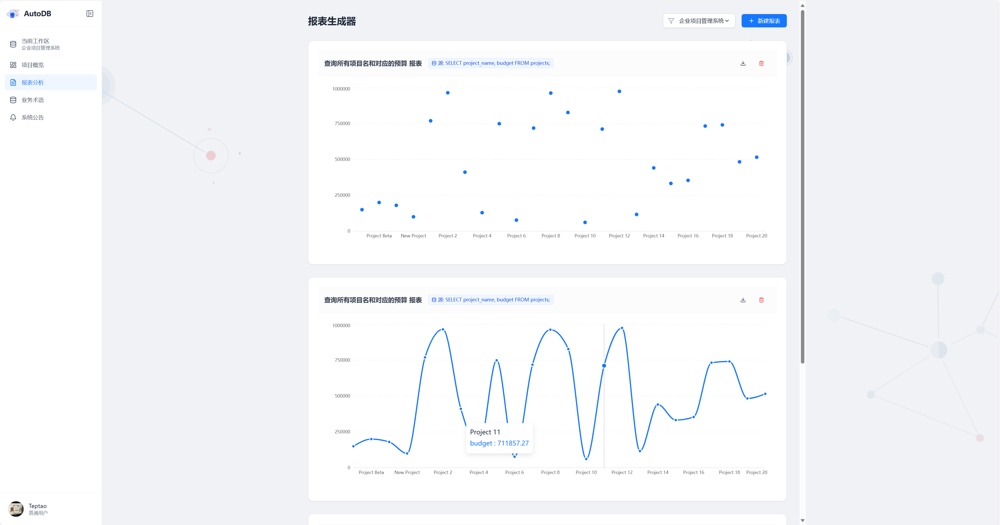 AutoDB
当前工作区
企业项目管理系统
项目概览
报表分析
业务术语
系统公告
Teptao
普通用户
报表生成器
企业项目管理系统
新建报表
查询所有项目名和对应的预算 报表
源: SELECT project_name, budget FROM projects;
1000000
750000
500000
250000
0
Project Beta New Project Project 2 Project 4 Project 6 Project 8 Project 10 Project 12 Project 14 Project 16 Project 18 Project 20
查询所有项目名和对应的预算 报表
源: SELECT project_name, budget FROM projects;
1000000
750000
500000
250000
0
Project 11
budget : 711857.27
Project Beta New Project Project 2 Project 4 Project 6 Project 8 Project 10 Project 12 Project 14 Project 16 Project 18 Project 20